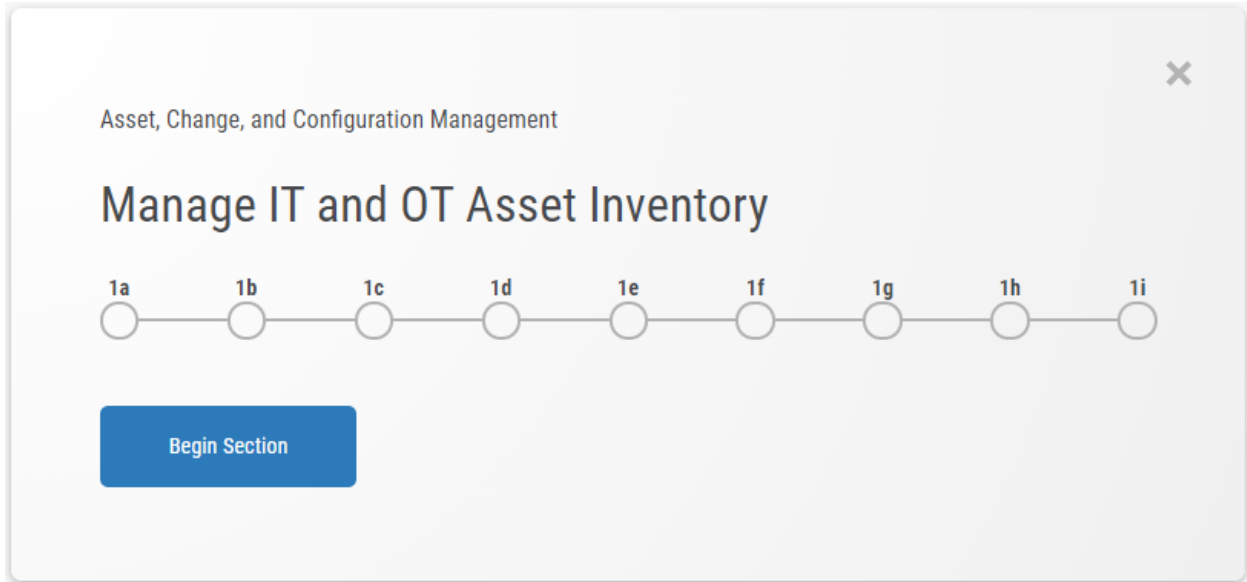 Asset, Change, and Configuration Management
Manage IT and OT Asset Inventory
1a 1b 1c 1d 1e 1f 1g 1h 1i
Begin Section